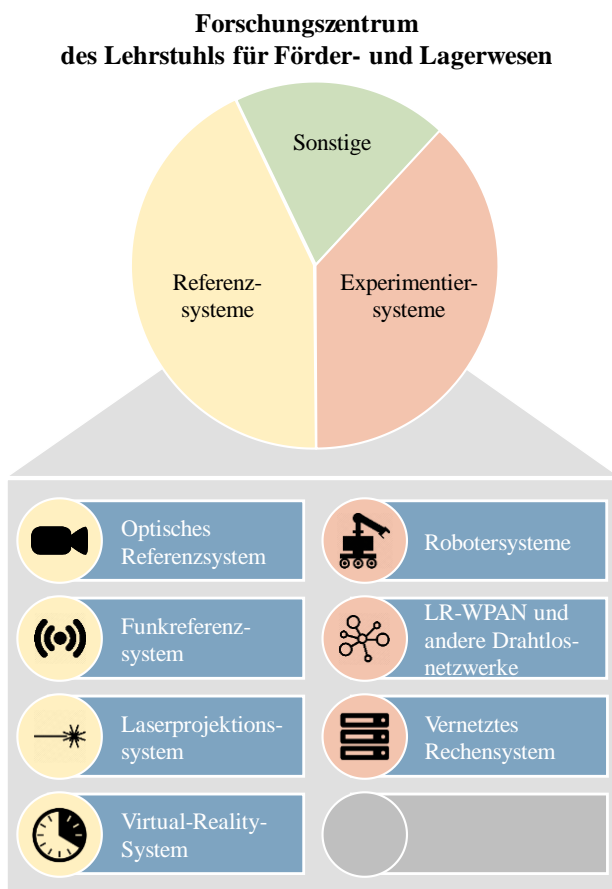 Forschungszentrum
des Lehrstuhls für Förder- und Lagerwesen
Sonstige
Referenz-
systeme
Experimentier-
systeme
Optisches
Referenzsystem
Robotersysteme
Funkreferenz-
system
LR-WPAN und
andere Drahtlos-
netzwerke
Laserprojektions-
system
Vernetztes
Rechensystem
Virtual-Reality-
System